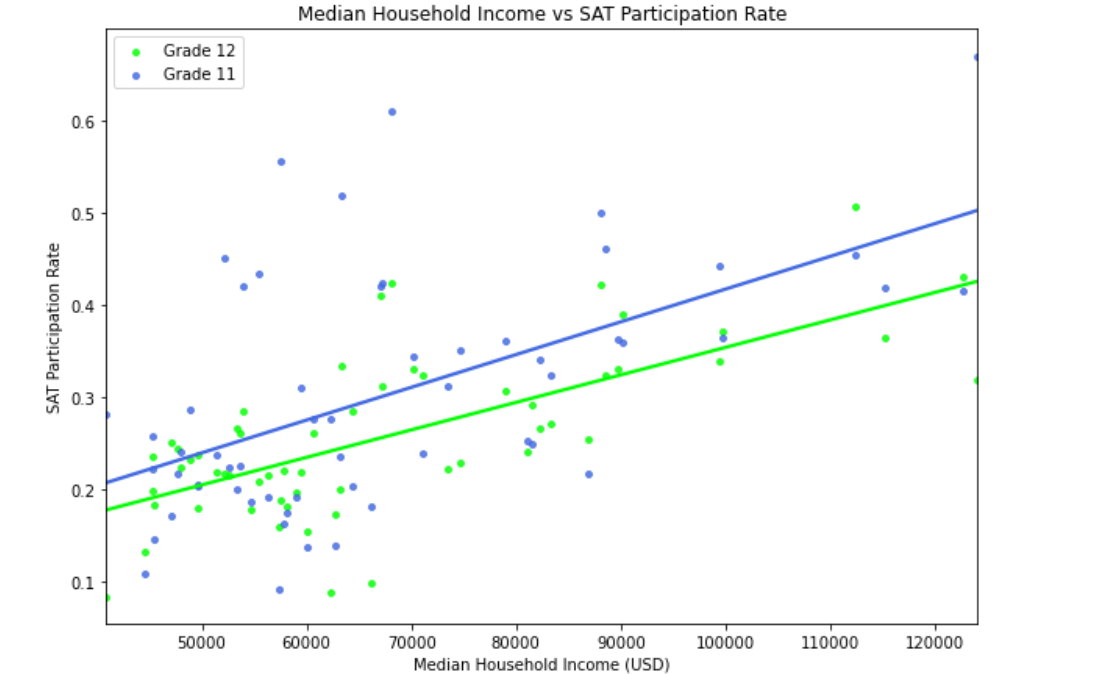 Median Household Income vs SAT Participation Rate
Grade 12
Grade 11
SAT Participation Rate
0.6
0.5
0.4
0.3
0.2
0.1
50000 60000 70000 80000 90000 100000 110000 120000
Median Household Income (USD)